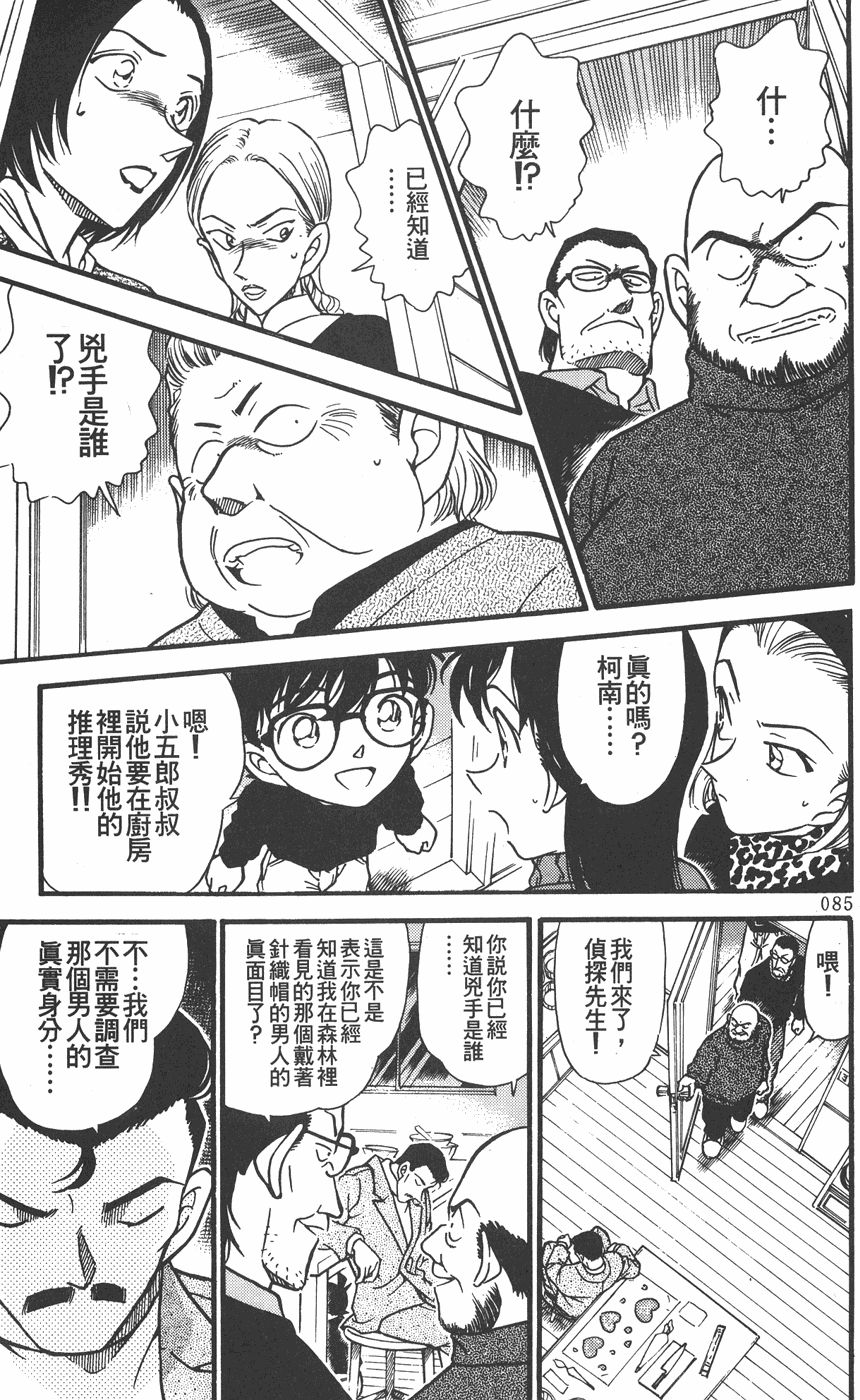 什…
什麼!?
已經知道
……
兇手是誰
了!?
眞的嗎?
柯南……
嗯!
小五郎叔叔
說他要在廚房
裡開始他的
推理秀!!
085
喂!
我們來了,
偵探先生!
你說你已經
知道兇手是誰
……
這是不是
表示你已經
知道我在森林裡
看見的那個戴著
針織帽的男人的
眞面目了?
不…我們
不需要調查
那個男人的
眞實身分……